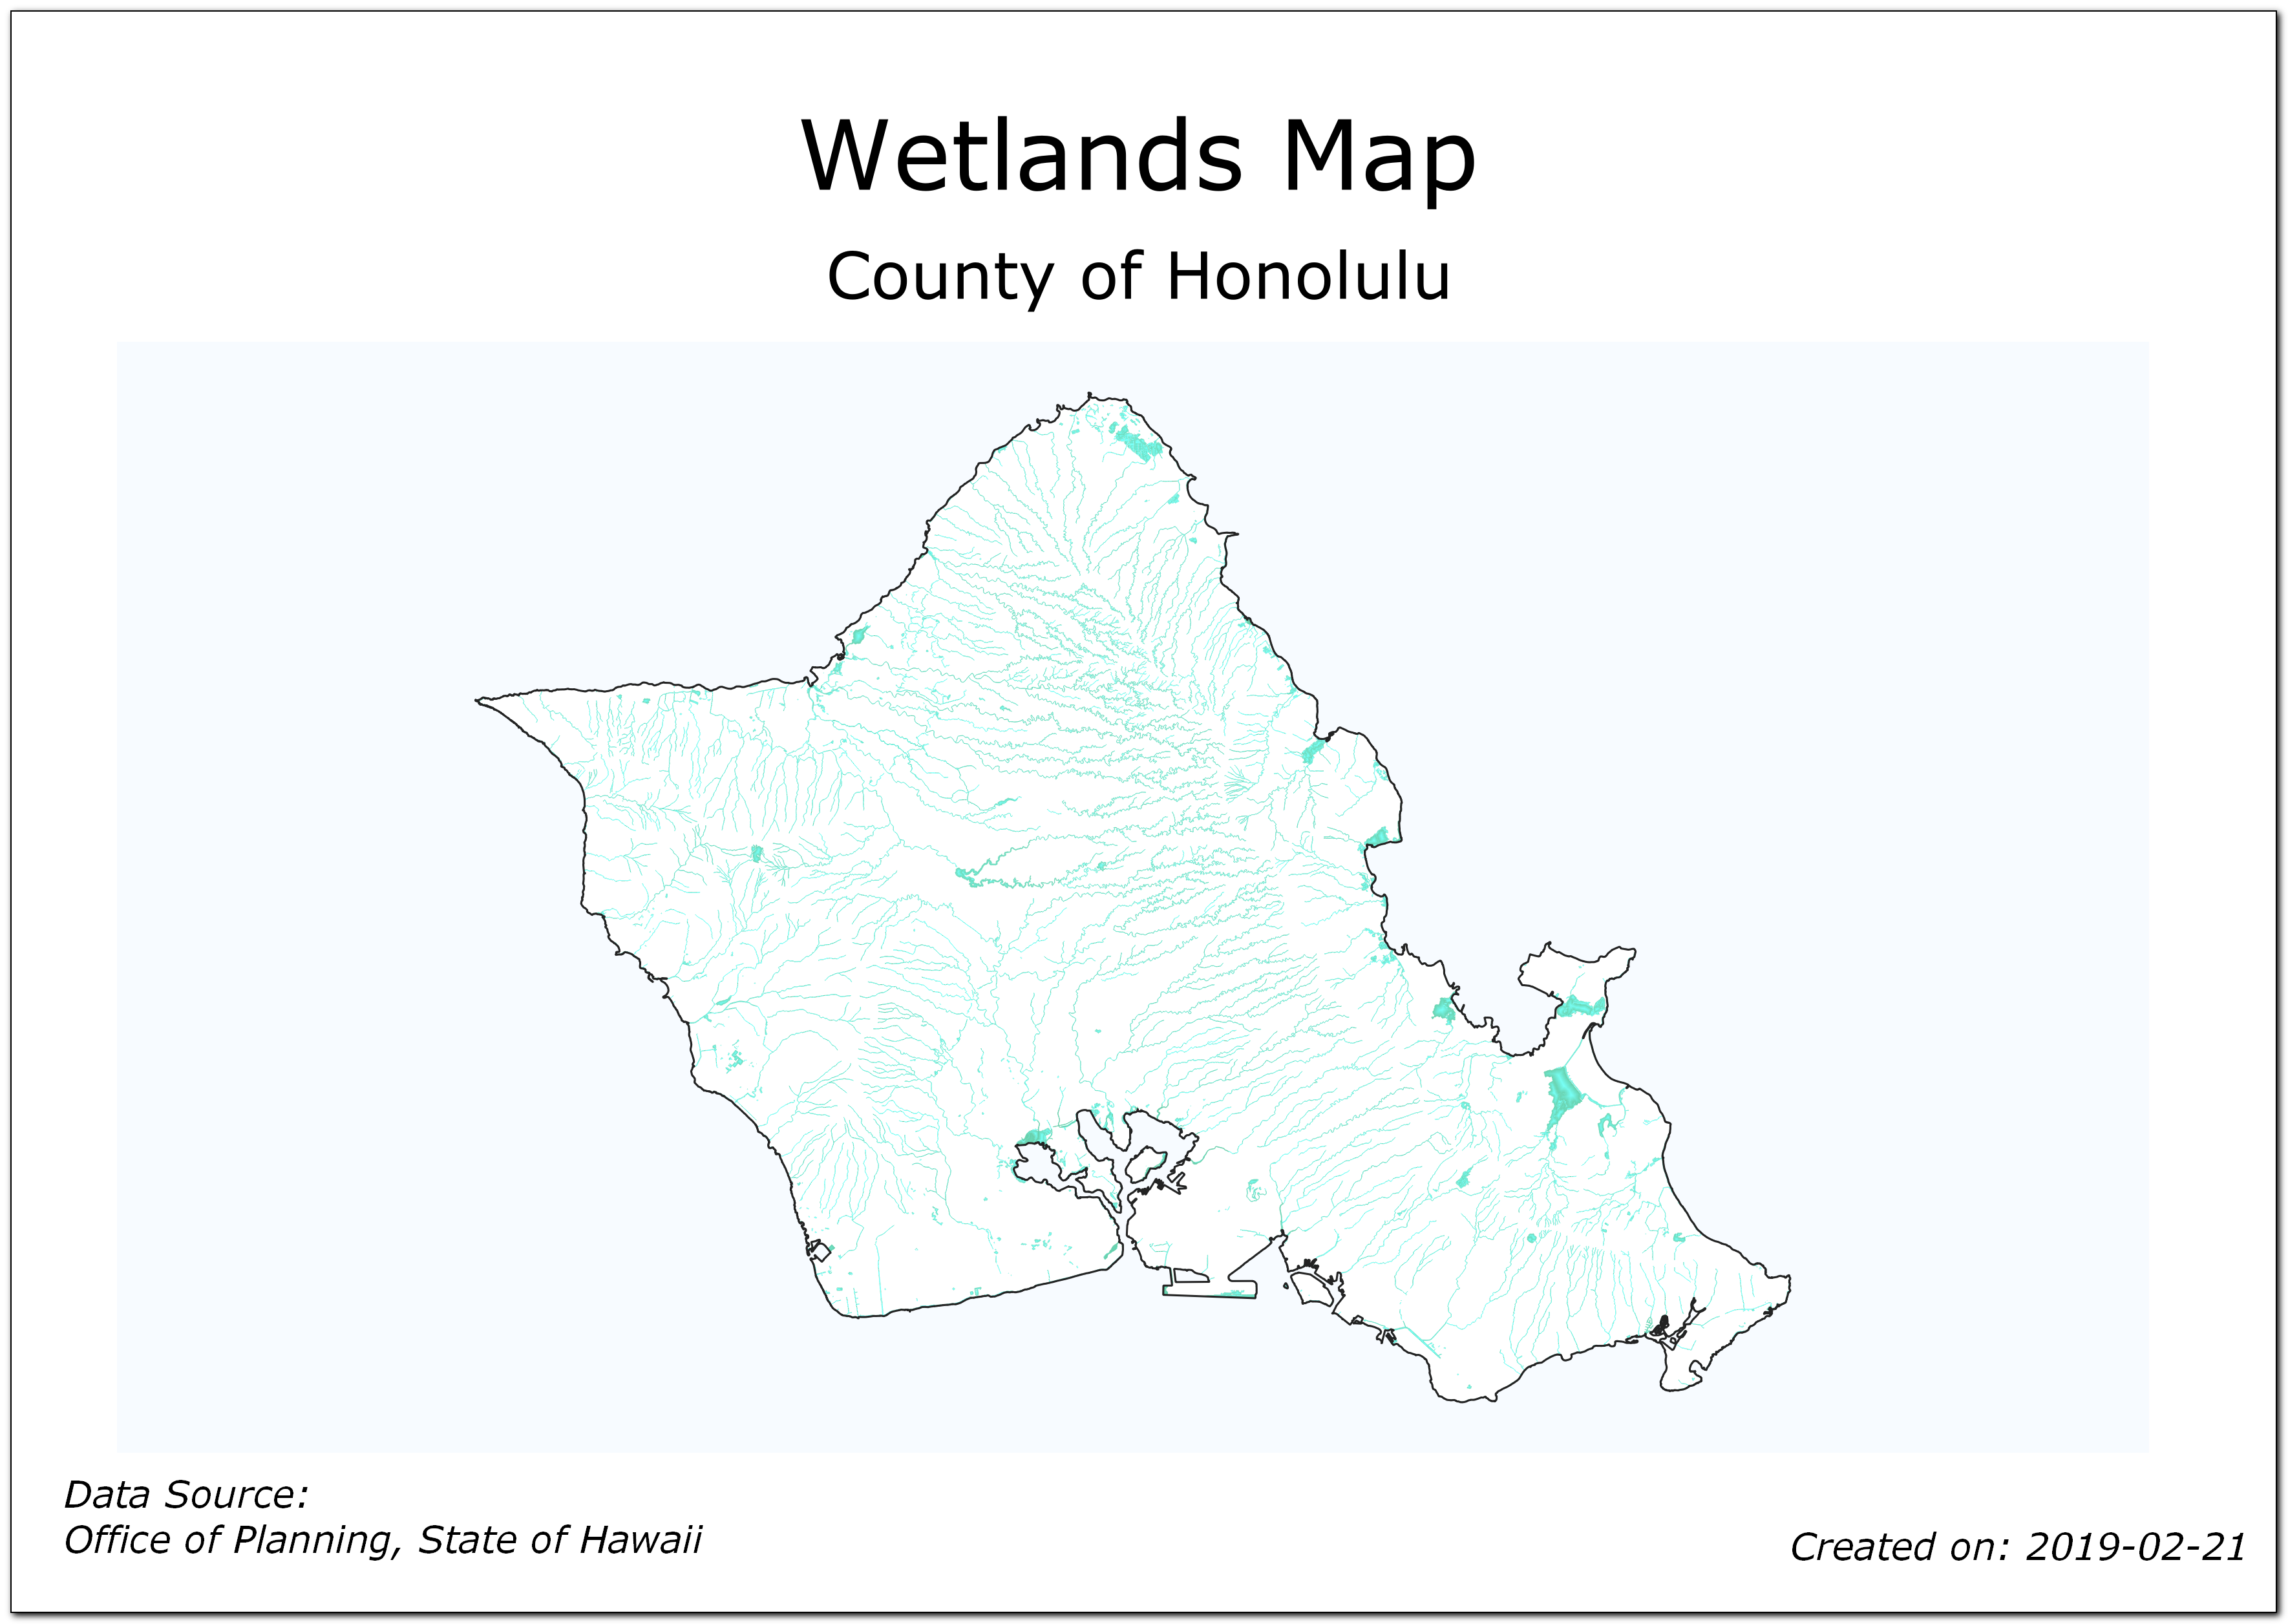 Wetlands Map
County of Honolulu
Data Source:
Office of Planning, State of Hawaii
Created on: 2019-02-21